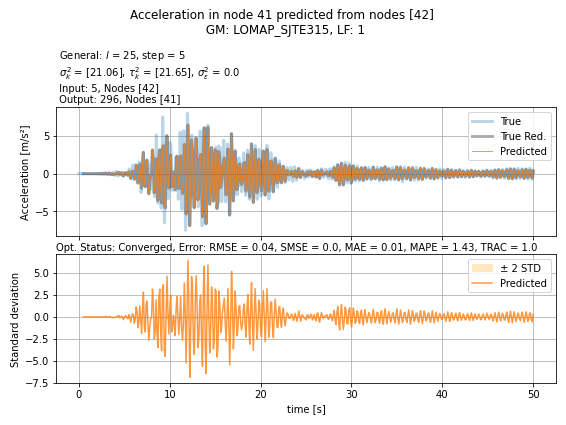 Acceleration in node 41 predicted from nodes [42]
GM: LOMAP_SJTE315, LF: 1
General: l = 25, step = 5
σ²ₖ = [21.06], τ²ₖ = [21.65], σ²ε = 0.0
Input: 5, Nodes [42]
Output: 296, Nodes [41]
Acceleration [m/s²]
5
0
−5
True
True Red.
Predicted
Opt. Status: Converged, Error: RMSE = 0.04, SMSE = 0.0, MAE = 0.01, MAPE = 1.43, TRAC = 1.0
Standard deviation
5.0
2.5
0.0
−2.5
−5.0
−7.5
± 2 STD
Predicted
0 10 20 30 40 50
time [s]